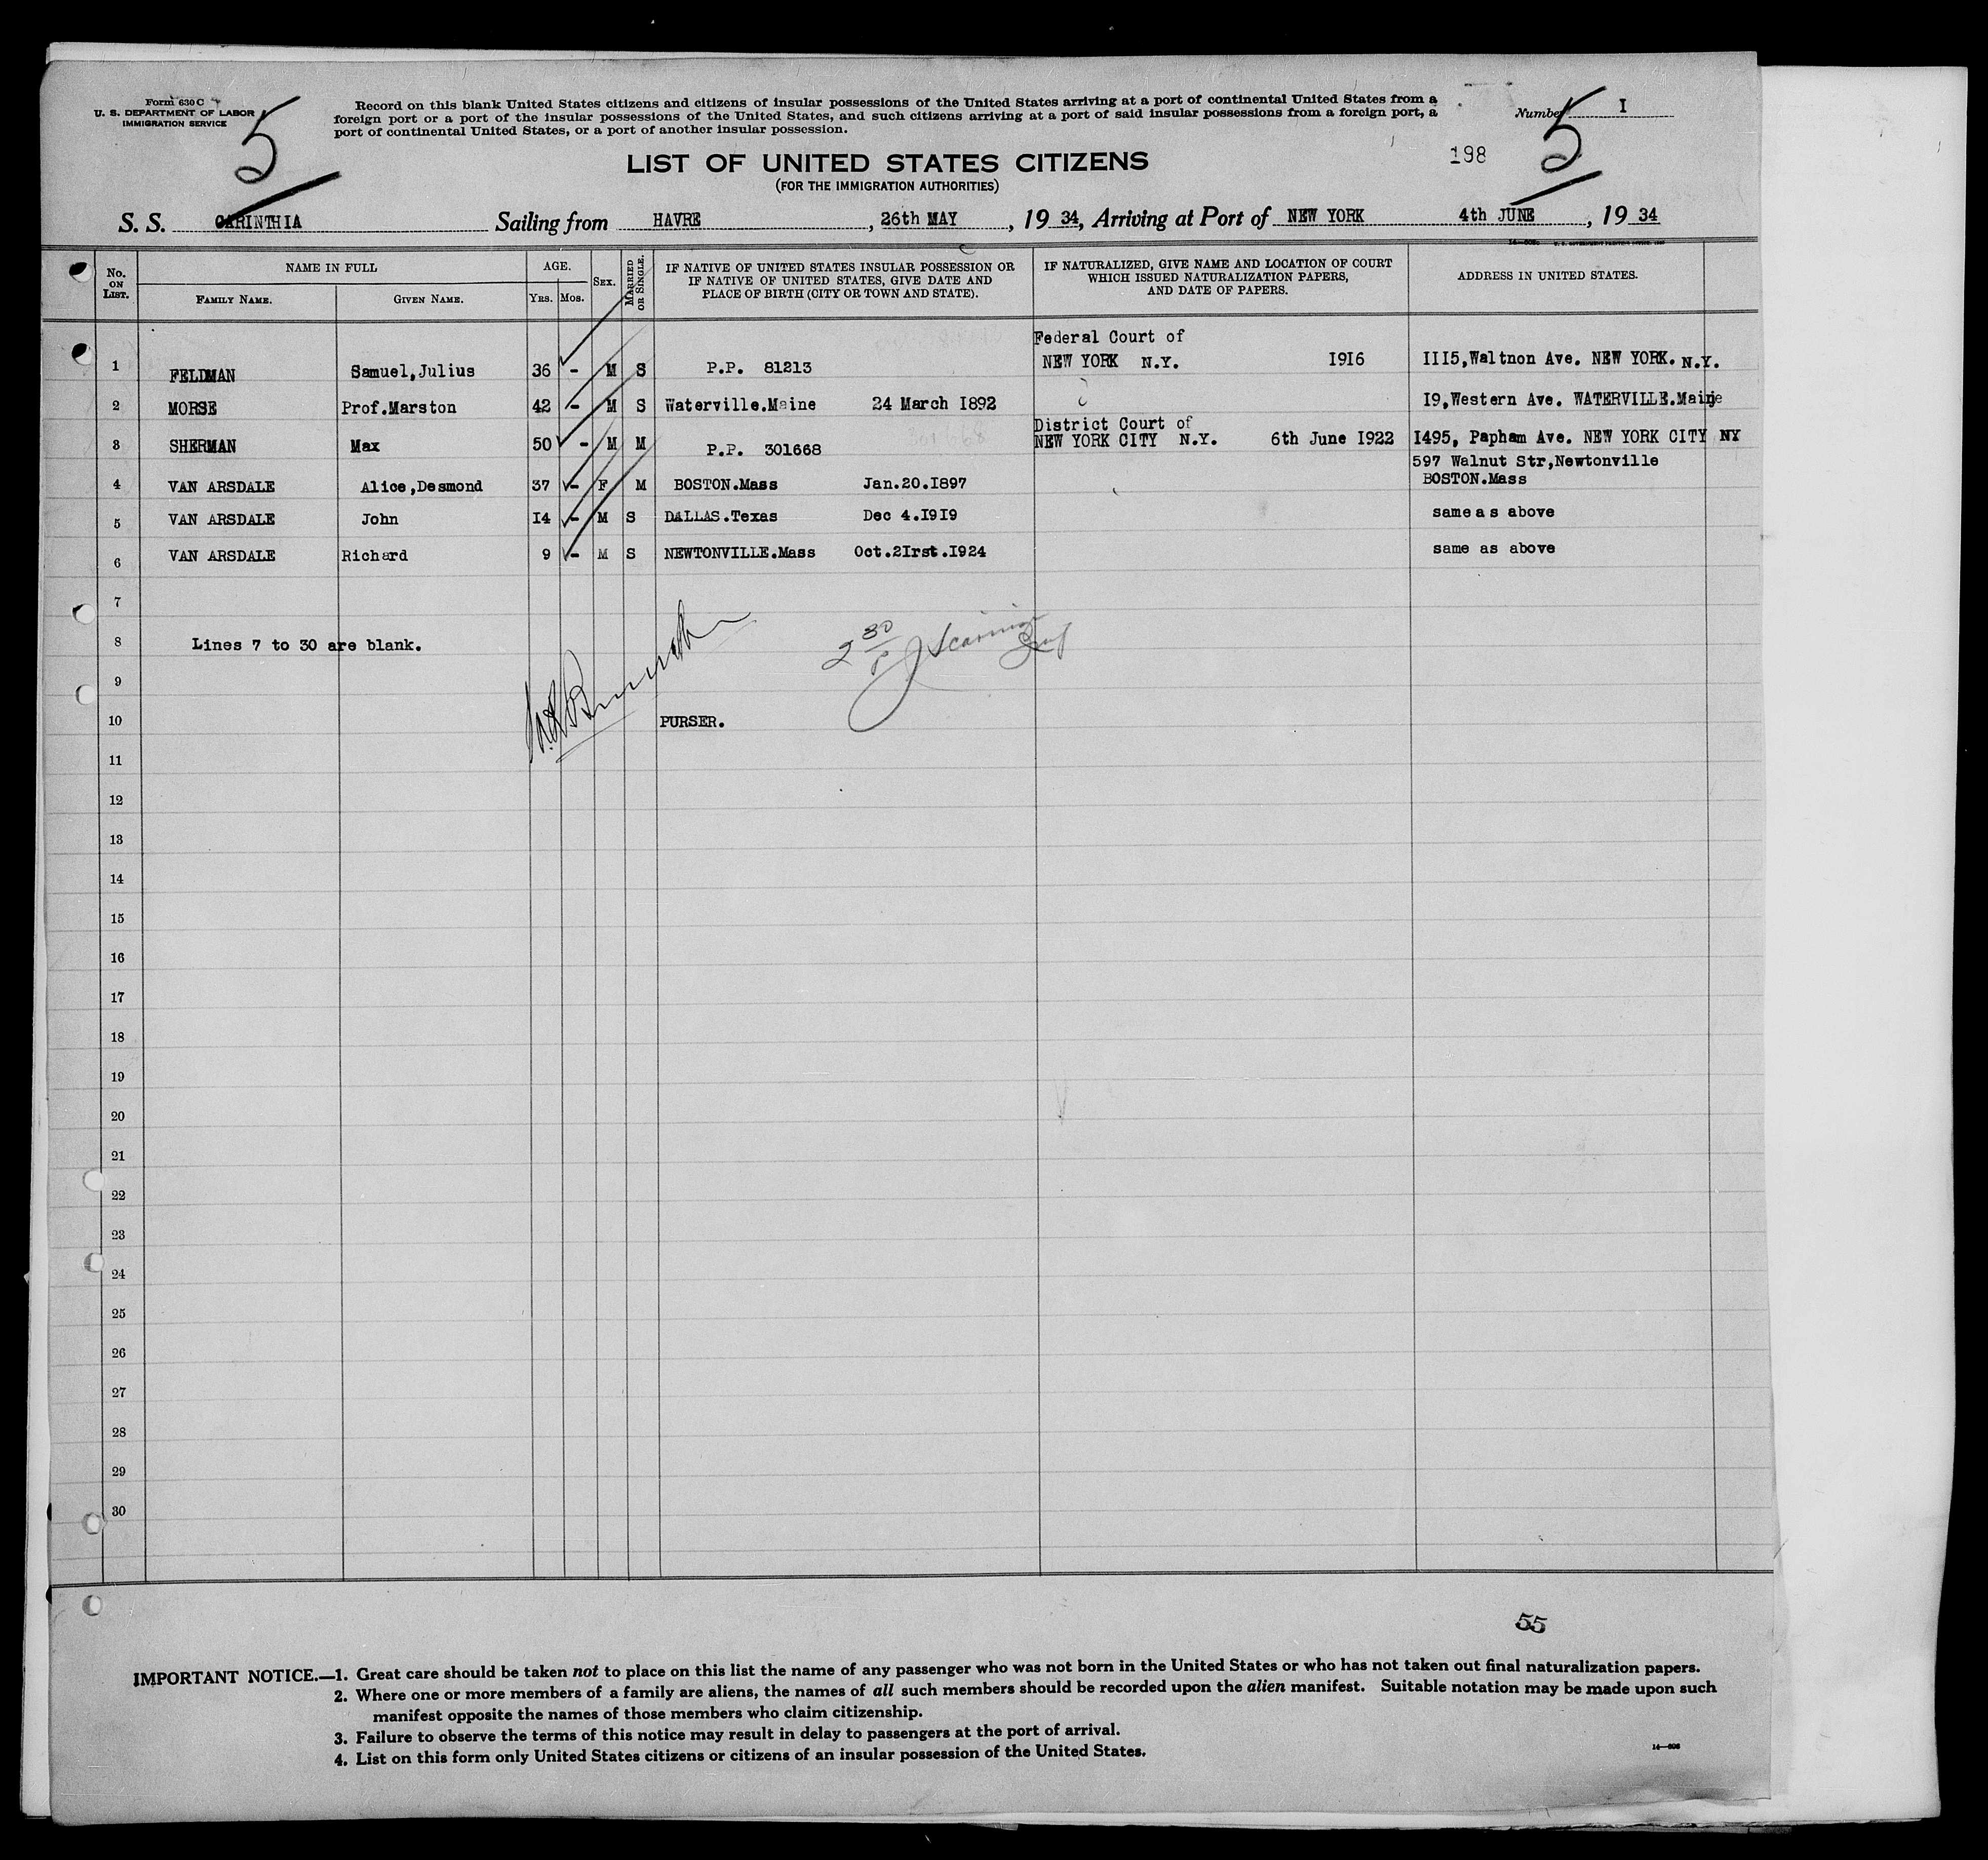 Form 630 C
U. S. DEPARTMENT OF LABOR
IMMIGRATION SERVICE
5
Record on this blank United States citizens and citizens of insular possessions of the United States arriving at a port of continental United States from a
foreign port or a port of the insular possessions of the United States, and such citizens arriving at a port of said insular possessions from a foreign port, a
port of continental United States, or a port of another insular possession.
Number I
5
LIST OF UNITED STATES CITIZENS
198
(FOR THE IMMIGRATION AUTHORITIES)
S. S. CARINTHIA Sailing from HAVRE, 26th MAY, 19 34, Arriving at Port of NEW YORK 4th JUNE, 19 34
No. ON LIST. NAME IN FULL FAMILY NAME. GIVEN NAME. AGE. YRS. MOS. SEX. MARRIED OR SINGLE. IF NATIVE OF UNITED STATES INSULAR POSSESSION OR IF NATIVE OF UNITED STATES, GIVE DATE AND PLACE OF BIRTH (CITY OR TOWN AND STATE). IF NATURALIZED, GIVE NAME AND LOCATION OF COURT WHICH ISSUED NATURALIZATION PAPERS, AND DATE OF PAPERS. ADDRESS IN UNITED STATES.
Federal Court of
1 FELDMAN Samuel,Julius 36 - M S P.P. 81213 NEW YORK N.Y. I9I6 III5,Waltnon Ave. NEW YORK. N.Y.
2 MORSE Prof.Marston 42 - M S Waterville.Maine 24 March I892 I9,Western Ave. WATERVILLE.Maine
District Court of
3 SHERMAN Max 50 - M M P.P. 301668 NEW YORK CITY N.Y. 6th June I922 I495, Papham Ave. NEW YORK CITY NY
597 Walnut Str,Newtonville
4 VAN ARSDALE Alice,Desmond 37 - F M BOSTON.Mass Jan.20.I897 BOSTON.Mass
5 VAN ARSDALE John I4 - M S DALLAS.Texas Dec 4.I9I9 same as above
6 VAN ARSDALE Richard 9 - M S NEWTONVILLE.Mass Oct.2Irst.I924 same as above
7
8 Lines 7 to 30 are blank.
9
10 PURSER.
11
12
13
14
15
16
17
18
19
20
21
22
23
24
25
26
27
28
29
30
55
IMPORTANT NOTICE.—1. Great care should be taken not to place on this list the name of any passenger who was not born in the United States or who has not taken out final naturalization papers.
2. Where one or more members of a family are aliens, the names of all such members should be recorded upon the alien manifest. Suitable notation may be made upon such
manifest opposite the names of those members who claim citizenship.
3. Failure to observe the terms of this notice may result in delay to passengers at the port of arrival.
4. List on this form only United States citizens or citizens of an insular possession of the United States.